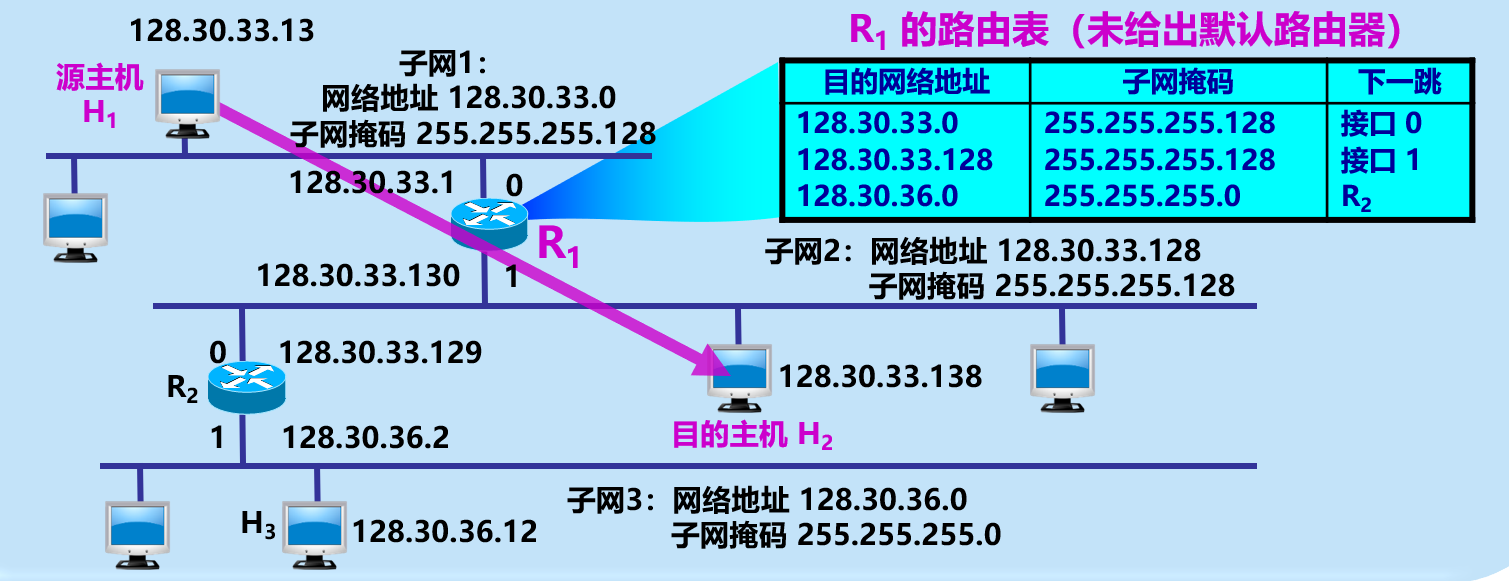 128.30.33.13
源主机
H1
子网1：
网络地址 128.30.33.0
子网掩码 255.255.255.128
R1 的路由表（未给出默认路由器）
目的网络地址 子网掩码 下一跳
128.30.33.0 255.255.255.128 接口 0
128.30.33.128 255.255.255.128 接口 1
128.30.36.0 255.255.255.0 R2
128.30.33.1 0
R1
128.30.33.130 1
子网2：网络地址 128.30.33.128
子网掩码 255.255.255.128
0 128.30.33.129
R2
128.30.33.138
1 128.30.36.2
目的主机 H2
子网3：网络地址 128.30.36.0
子网掩码 255.255.255.0
H3 128.30.36.12